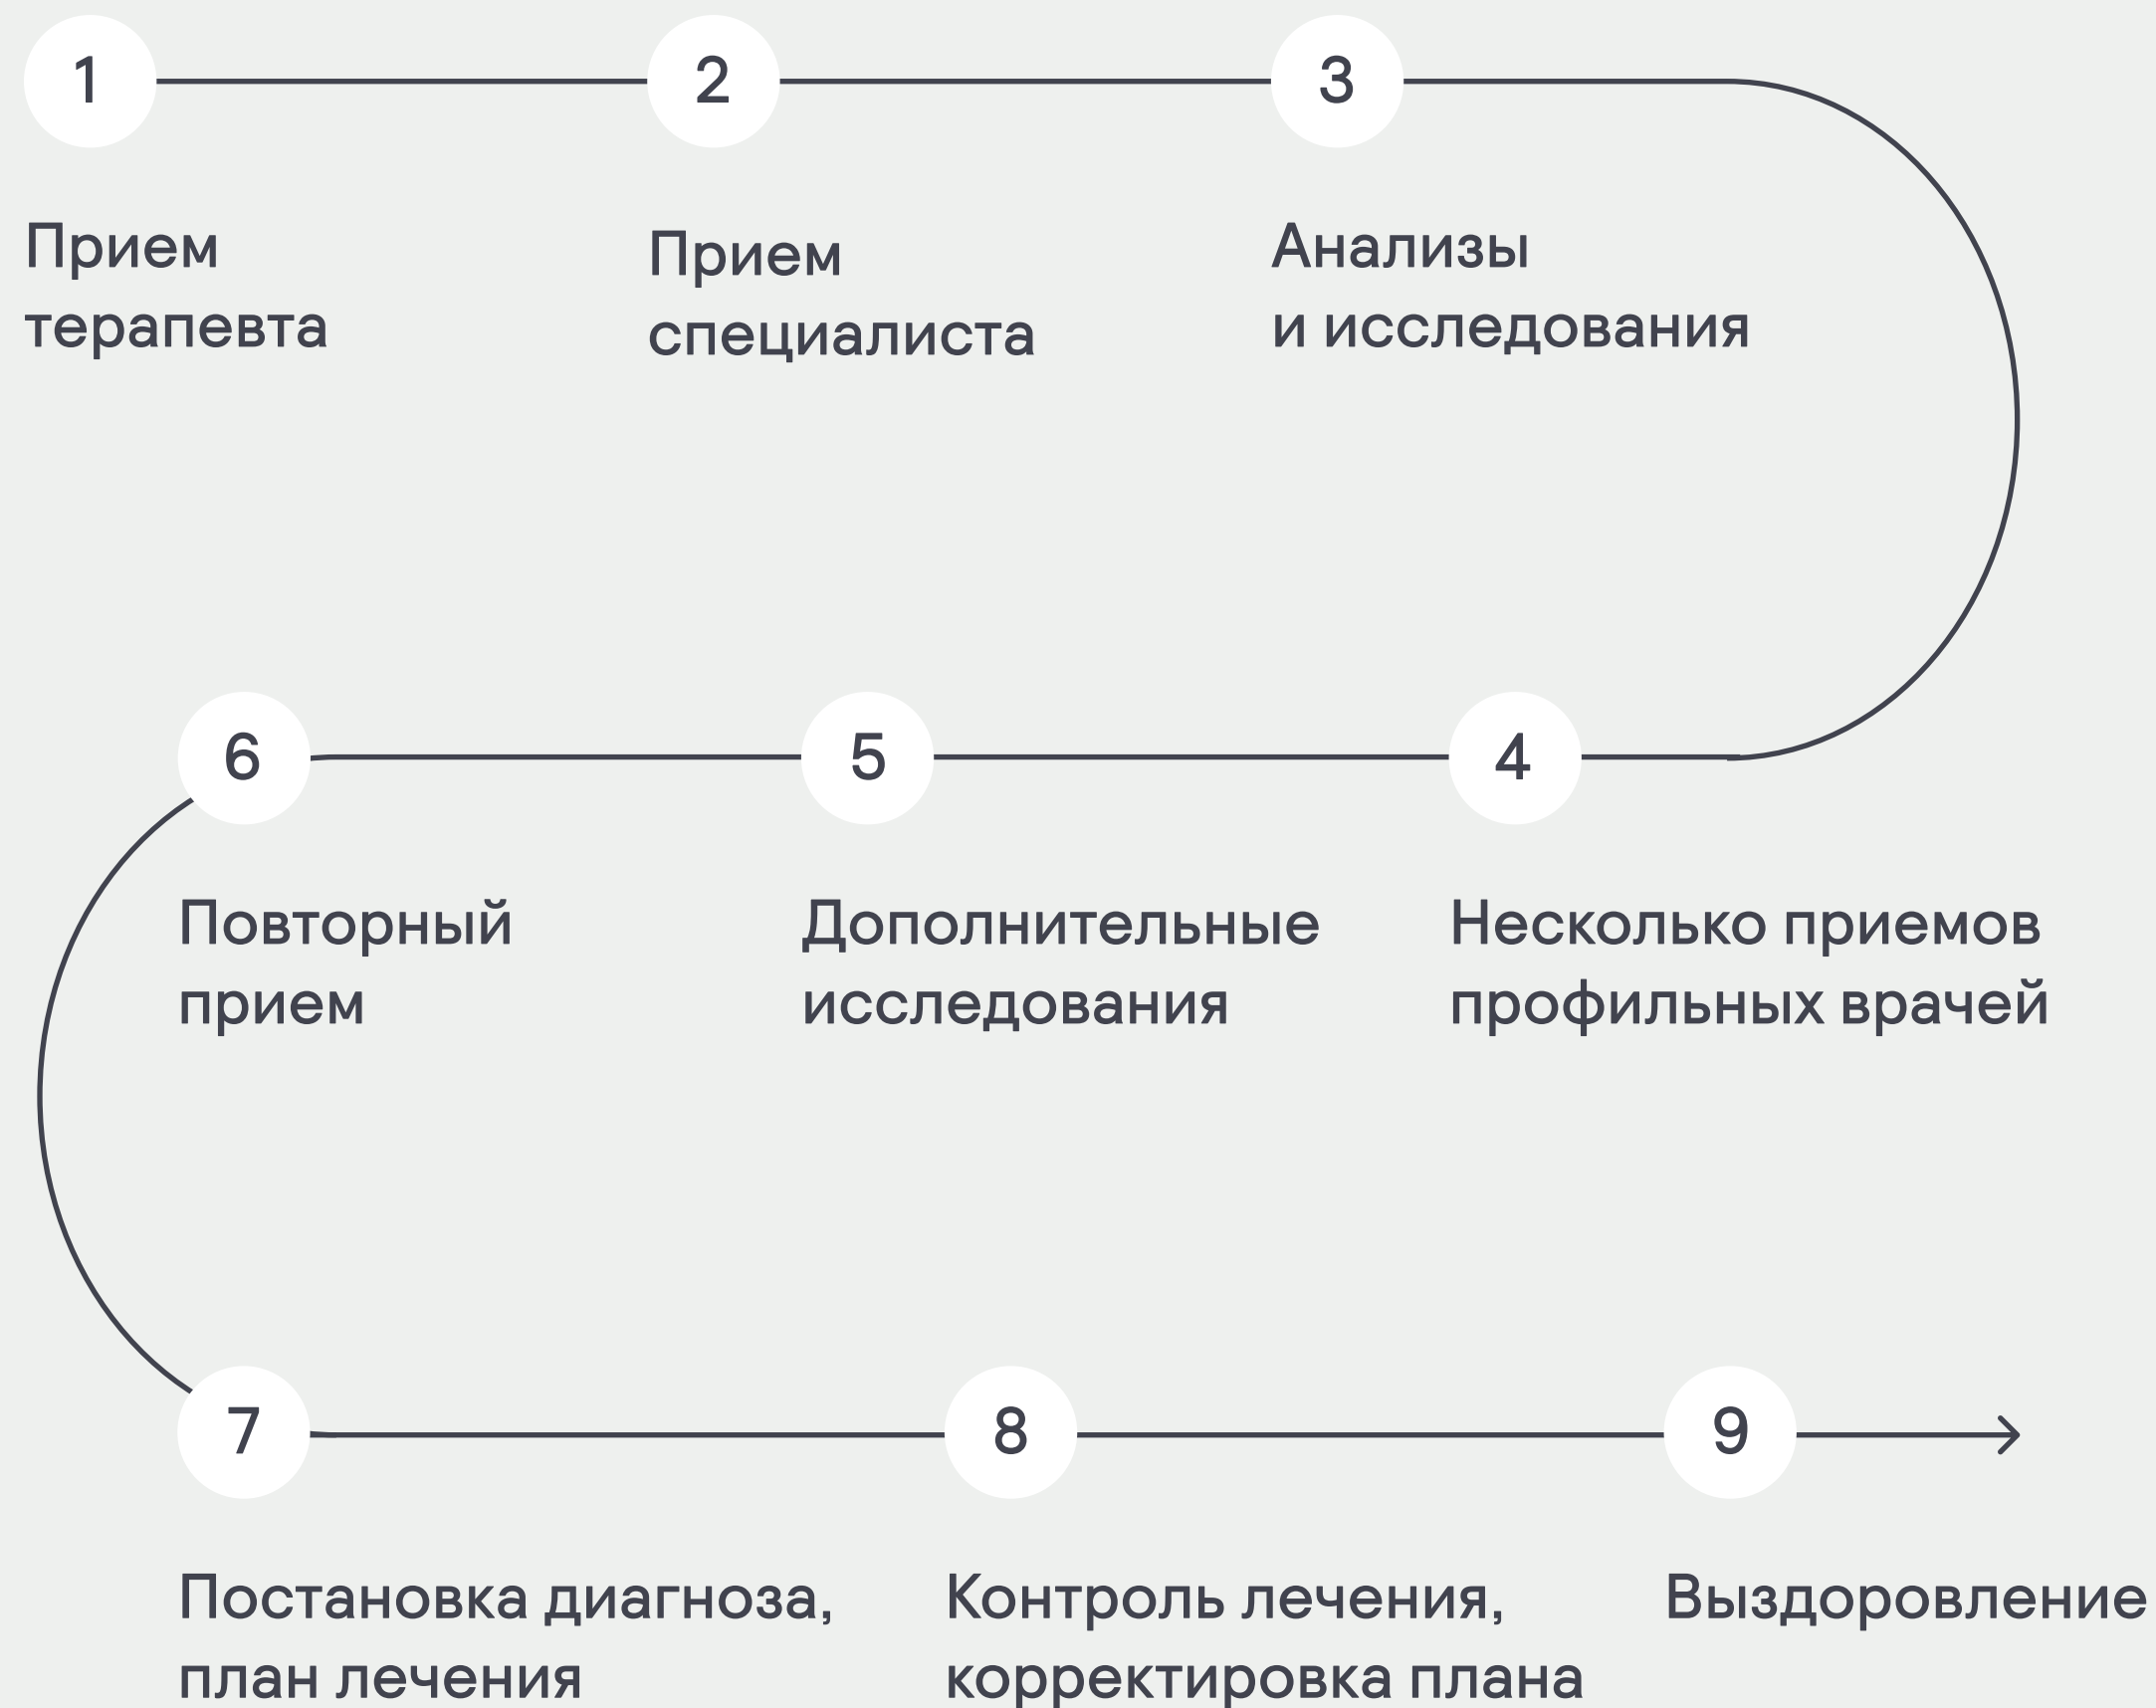 1
Прием
терапевта
2
Прием
специалиста
3
Анализы
и исследования
4
Несколько приемов
профильных врачей
5
Дополнительные
исследования
6
Повторный
прием
7
Постановка диагноза,
план лечения
8
Контроль лечения,
корректировка плана
9
Выздоровление